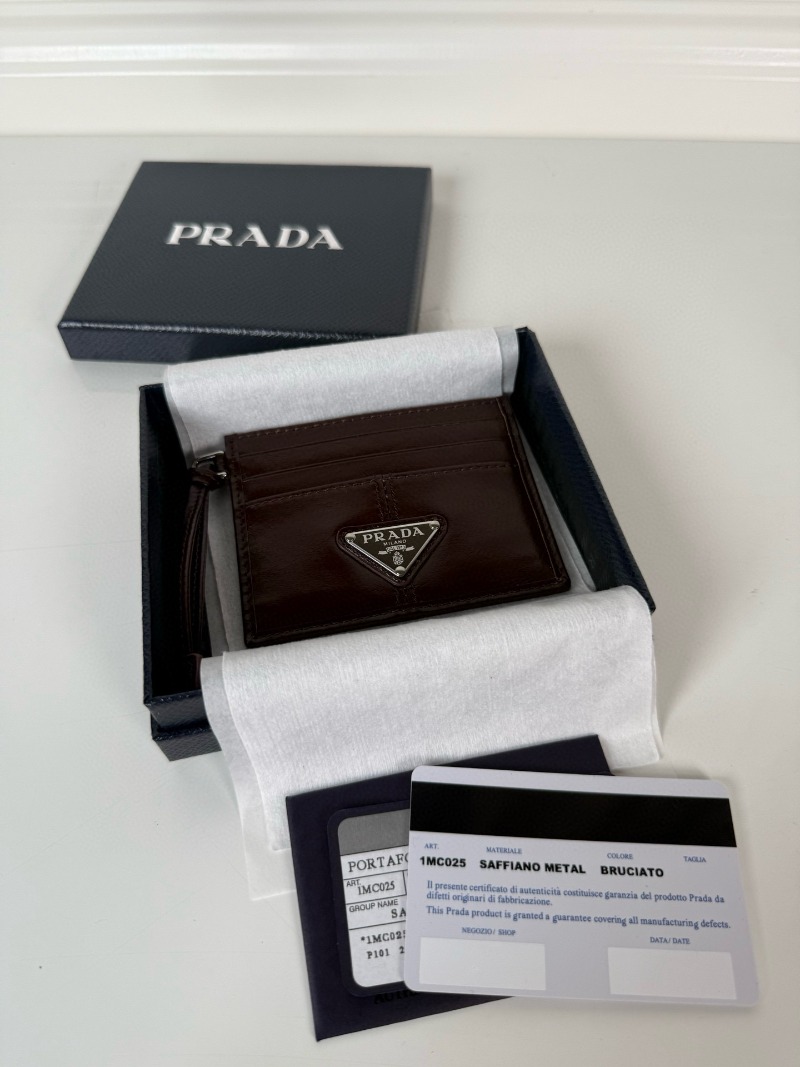 PRADA
PRADA
MILANO
PORTAFO
ART. 1MC025
GROUP NAME
SA
*1MC025
P101 2
ART. MATERIALE COLORE TAGLIA
1MC025 SAFFIANO METAL BRUCIATO
Il presente certificato di autenticità costituisce garanzia del prodotto Prada da
difetti originari di fabbricazione.
This Prada product is granted a guarantee covering all manufacturing defects.
NEGOZIO/ SHOP DATA/ DATE